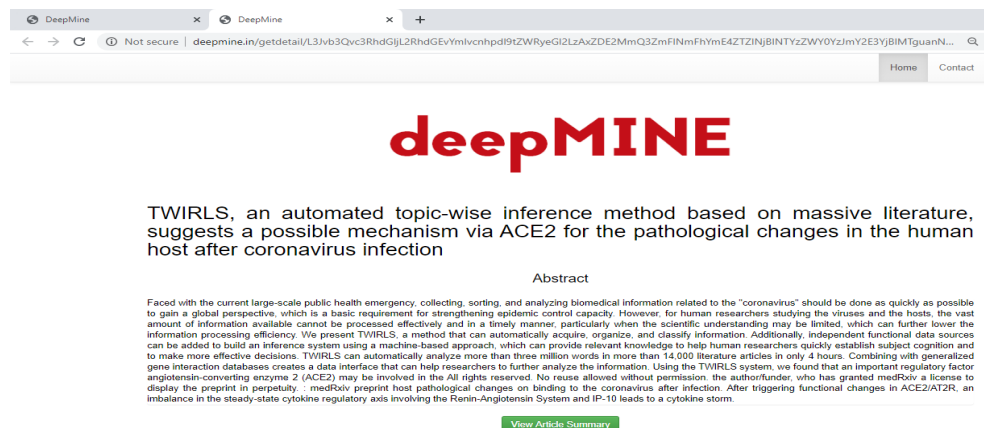 DeepMine × DeepMine × +
Not secure | deepmine.in/getdetail/
Home Contact
deepMINE
TWIRLS, an automated topic-wise inference method based on massive literature,
suggests a possible mechanism via ACE2 for the pathological changes in the human
host after coronavirus infection
Abstract
Faced with the current large-scale public health emergency, collecting, sorting, and analyzing biomedical information related to the "coronavirus" should be done as quickly as possible
to gain a global perspective, which is a basic requirement for strengthening epidemic control capacity. However, for human researchers studying the viruses and the hosts, the vast
amount of information available cannot be processed effectively and in a timely manner, particularly when the scientific understanding may be limited, which can further lower the
information processing efficiency. We present TWIRLS, a method that can automatically acquire, organize, and classify information. Additionally, independent functional data sources
can be added to build an inference system using a machine-based approach, which can provide relevant knowledge to help human researchers quickly establish subject cognition and
to make more effective decisions. TWIRLS can automatically analyze more than three million words in more than 14,000 literature articles in only 4 hours. Combining with generalized
gene interaction databases creates a data interface that can help researchers to further analyze the information. Using the TWIRLS system, we found that an important regulatory factor
angiotensin-converting enzyme 2 (ACE2) may be involved in the All rights reserved. No reuse allowed without permission. the author/funder, who has granted medRxiv a license to
display the preprint in perpetuity. : medRxiv preprint host pathological changes on binding to the coronavirus after infection. After triggering functional changes in ACE2/AT2R, an
imbalance in the steady-state cytokine regulatory axis involving the Renin-Angiotensin System and IP-10 leads to a cytokine storm.
View Article Summary